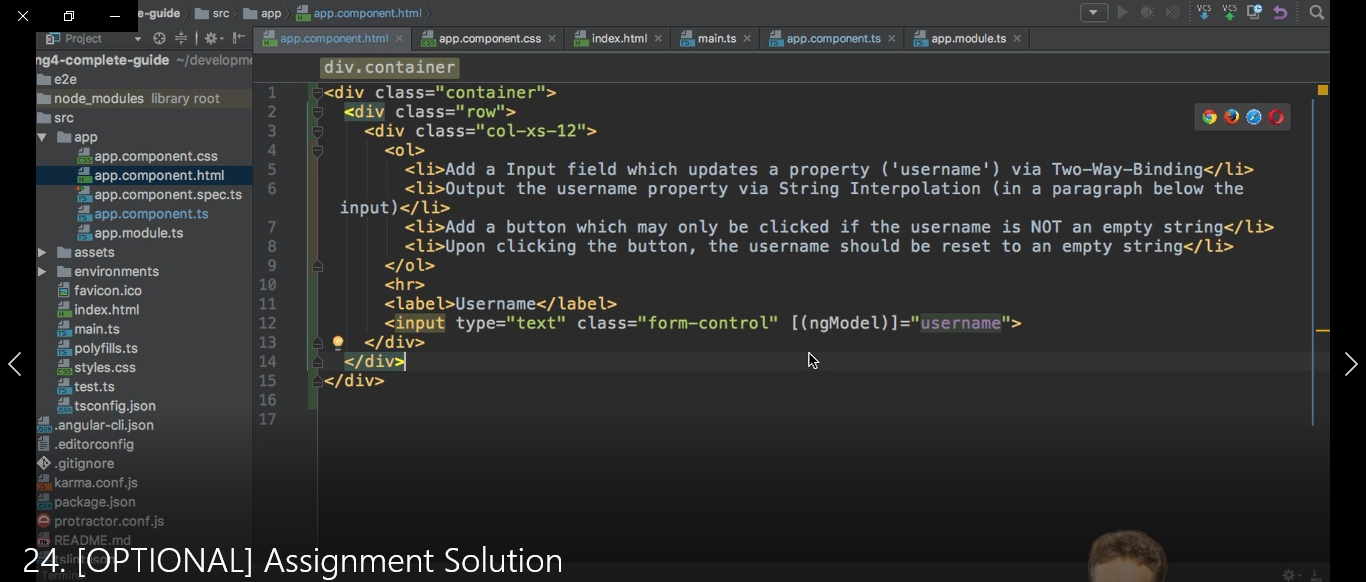 e-guide src app app.component.html
VCS VCS
Project
app.component.html app.component.css index.html main.ts app.component.ts app.module.ts
ng4-complete-guide ~/developme
e2e
node_modules library root
src
app
app.component.css
app.component.html
app.component.spec.ts
app.component.ts
app.module.ts
assets
environments
favicon.ico
index.html
main.ts
polyfills.ts
styles.css
test.ts
tsconfig.json
.angular-cli.json
.editorconfig
.gitignore
karma.conf.js
package.json
protractor.conf.js
README.md
tslint.json
div.container
1 <div class="container">
2 <div class="row">
3 <div class="col-xs-12">
4 <ol>
5 <li>Add a Input field which updates a property ('username') via Two-Way-Binding</li>
6 <li>Output the username property via String Interpolation (in a paragraph below the
input)</li>
7 <li>Add a button which may only be clicked if the username is NOT an empty string</li>
8 <li>Upon clicking the button, the username should be reset to an empty string</li>
9 </ol>
10 <hr>
11 <label>Username</label>
12 <input type="text" class="form-control" [(ngModel)]="username">
13 </div>
14 </div>
15 </div>
16
17
24. [OPTIONAL] Assignment Solution